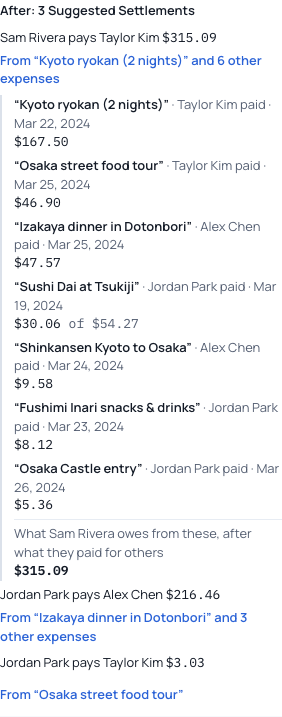 After: 3 Suggested Settlements
Sam Rivera pays Taylor Kim $315.09
From “Kyoto ryokan (2 nights)” and 6 other
expenses
“Kyoto ryokan (2 nights)” · Taylor Kim paid ·
Mar 22, 2024
$167.50
“Osaka street food tour” · Taylor Kim paid ·
Mar 25, 2024
$46.90
“Izakaya dinner in Dotonbori” · Alex Chen
paid · Mar 25, 2024
$47.57
“Sushi Dai at Tsukiji” · Jordan Park paid · Mar
19, 2024
$30.06 of $54.27
“Shinkansen Kyoto to Osaka” · Alex Chen
paid · Mar 24, 2024
$9.58
“Fushimi Inari snacks & drinks” · Jordan Park
paid · Mar 23, 2024
$8.12
“Osaka Castle entry” · Jordan Park paid · Mar
26, 2024
$5.36
What Sam Rivera owes from these, after
what they paid for others
$315.09
Jordan Park pays Alex Chen $216.46
From “Izakaya dinner in Dotonbori” and 3
other expenses
Jordan Park pays Taylor Kim $3.03
From “Osaka street food tour”